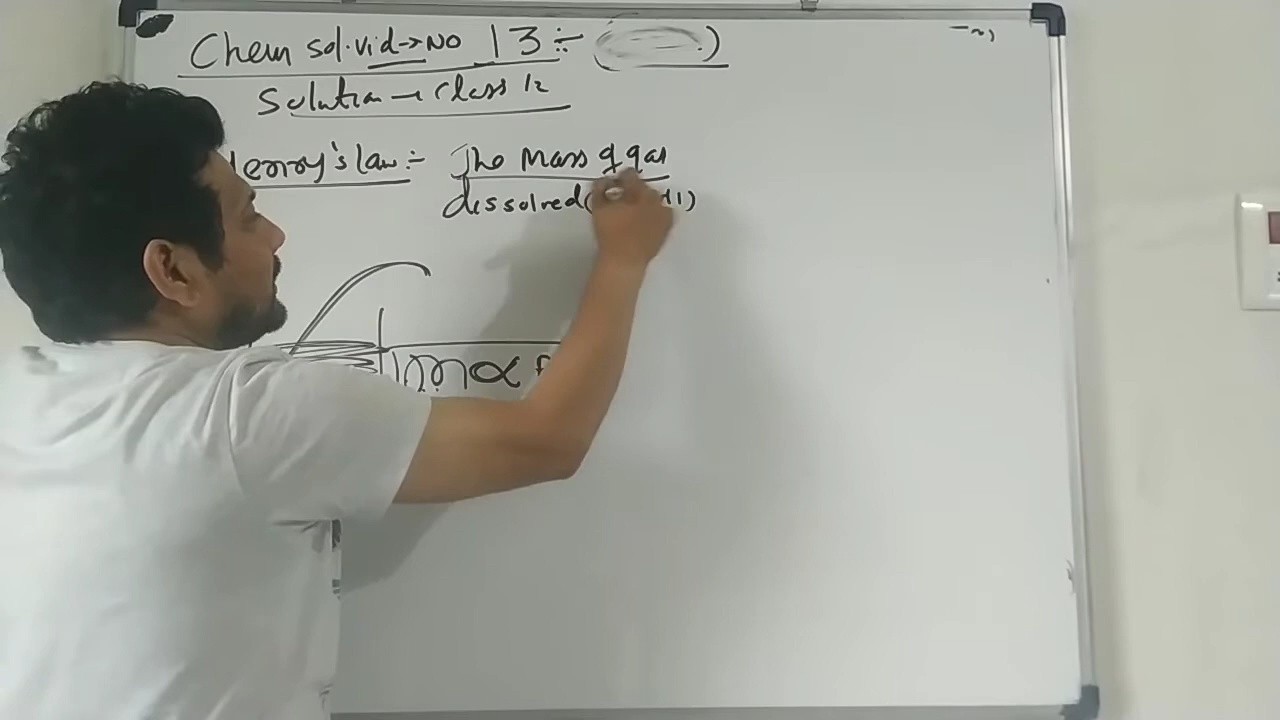 Chem sol.vid→NO 13:-
Solution → Class 12
Henry's law:- The Mass of gas
dissolved(
m∝